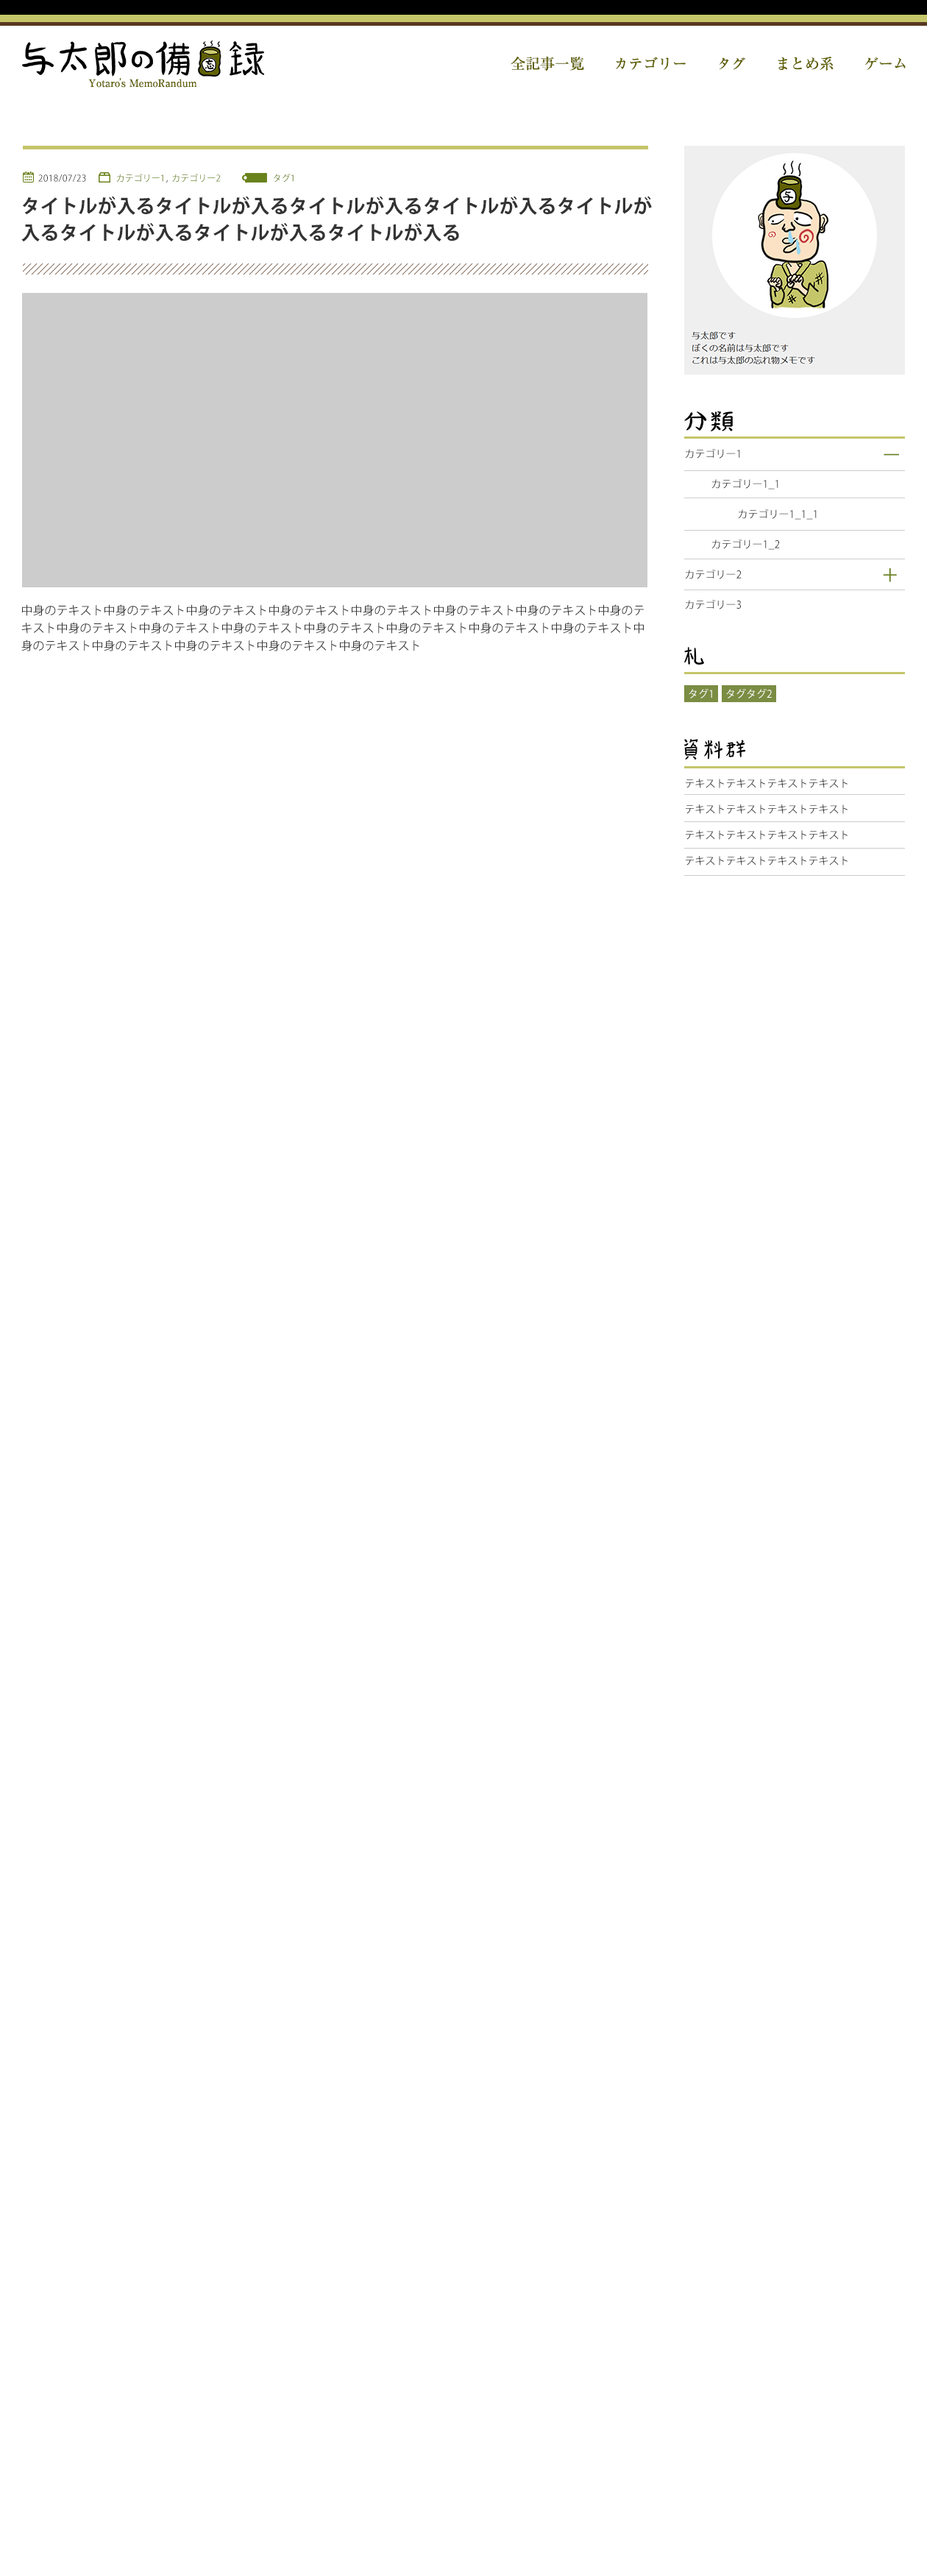 与太郎の備忘録
Yotaro's MemoRandum
全記事一覧 カテゴリー タグ まとめ系 ゲーム
2018/07/23 カテゴリー1, カテゴリー2 タグ1
タイトルが入るタイトルが入るタイトルが入るタイトルが入るタイトルが
入るタイトルが入るタイトルが入るタイトルが入る
中身のテキスト中身のテキスト中身のテキスト中身のテキスト中身のテキスト中身のテキスト中身のテキスト中身のテ
キスト中身のテキスト中身のテキスト中身のテキスト中身のテキスト中身のテキスト中身のテキスト中身のテキスト中
身のテキスト中身のテキスト中身のテキスト中身のテキスト中身のテキスト
与
与太郎です
ぼくの名前は与太郎です
これは与太郎の忘れ物メモです
分類
カテゴリー1
カテゴリー1_1
カテゴリー1_1_1
カテゴリー1_2
カテゴリー2
カテゴリー3
札
タグ1 タグタグ2
資料群
テキストテキストテキストテキスト
テキストテキストテキストテキスト
テキストテキストテキストテキスト
テキストテキストテキストテキスト